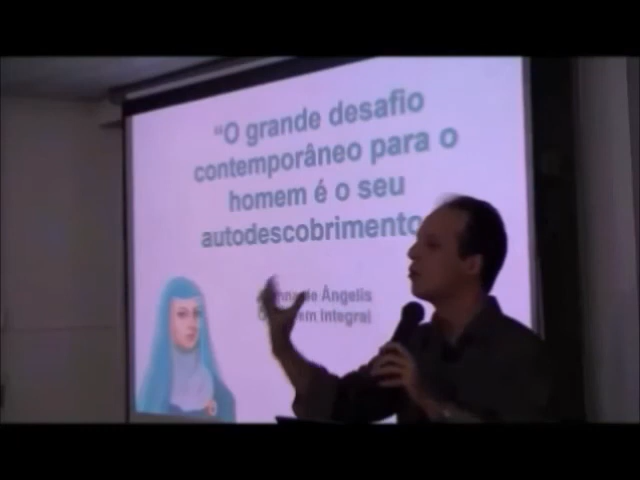 “O grande desafio
contemporâneo para o
homem é o seu
autodescobrimento
de Ângelis
Integral